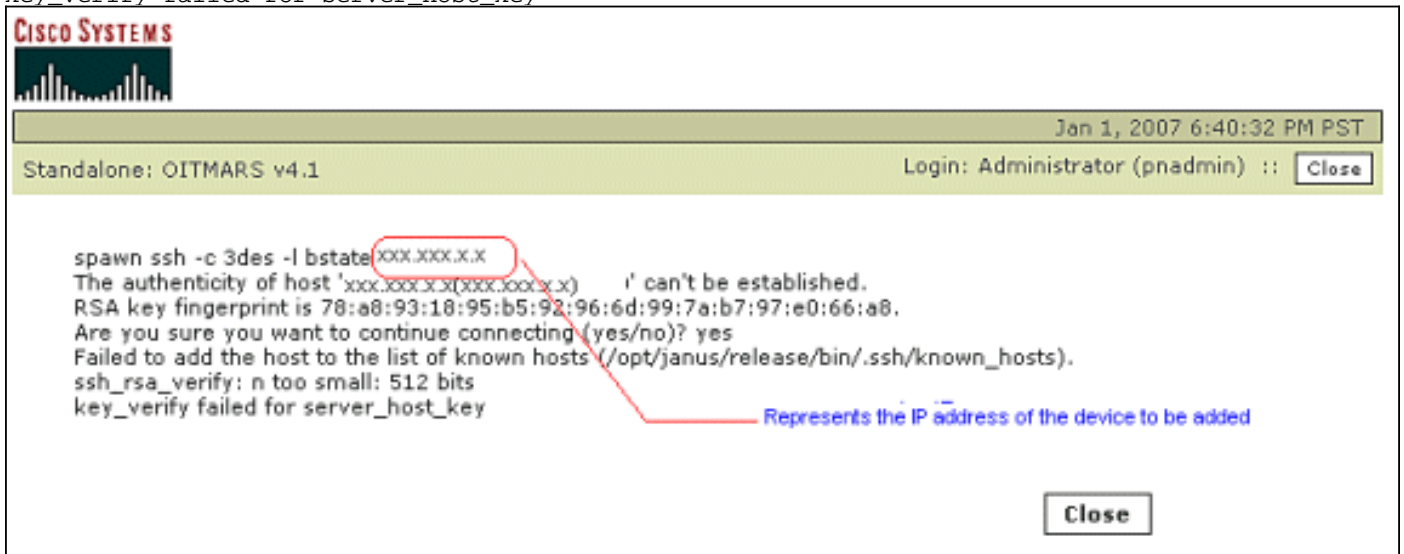 key_verify failed for server_host_key
CISCO SYSTEMS
Jan 1, 2007 6:40:32 PM PST
Standalone: OITMARS v4.1
Login: Administrator (pnadmin) :: Close
spawn ssh -c 3des -l bstate xxx.xxx.x.x
The authenticity of host 'xxx.xxx.x.x(xxx.xxx.x.x) ' can't be established.
RSA key fingerprint is 78:a8:93:18:95:b5:92:96:6d:99:7a:b7:97:e0:66:a8.
Are you sure you want to continue connecting (yes/no)? yes
Failed to add the host to the list of known hosts (/opt/janus/release/bin/.ssh/known_hosts).
ssh_rsa_verify: n too small: 512 bits
key_verify failed for server_host_key
Represents the IP address of the device to be added
Close